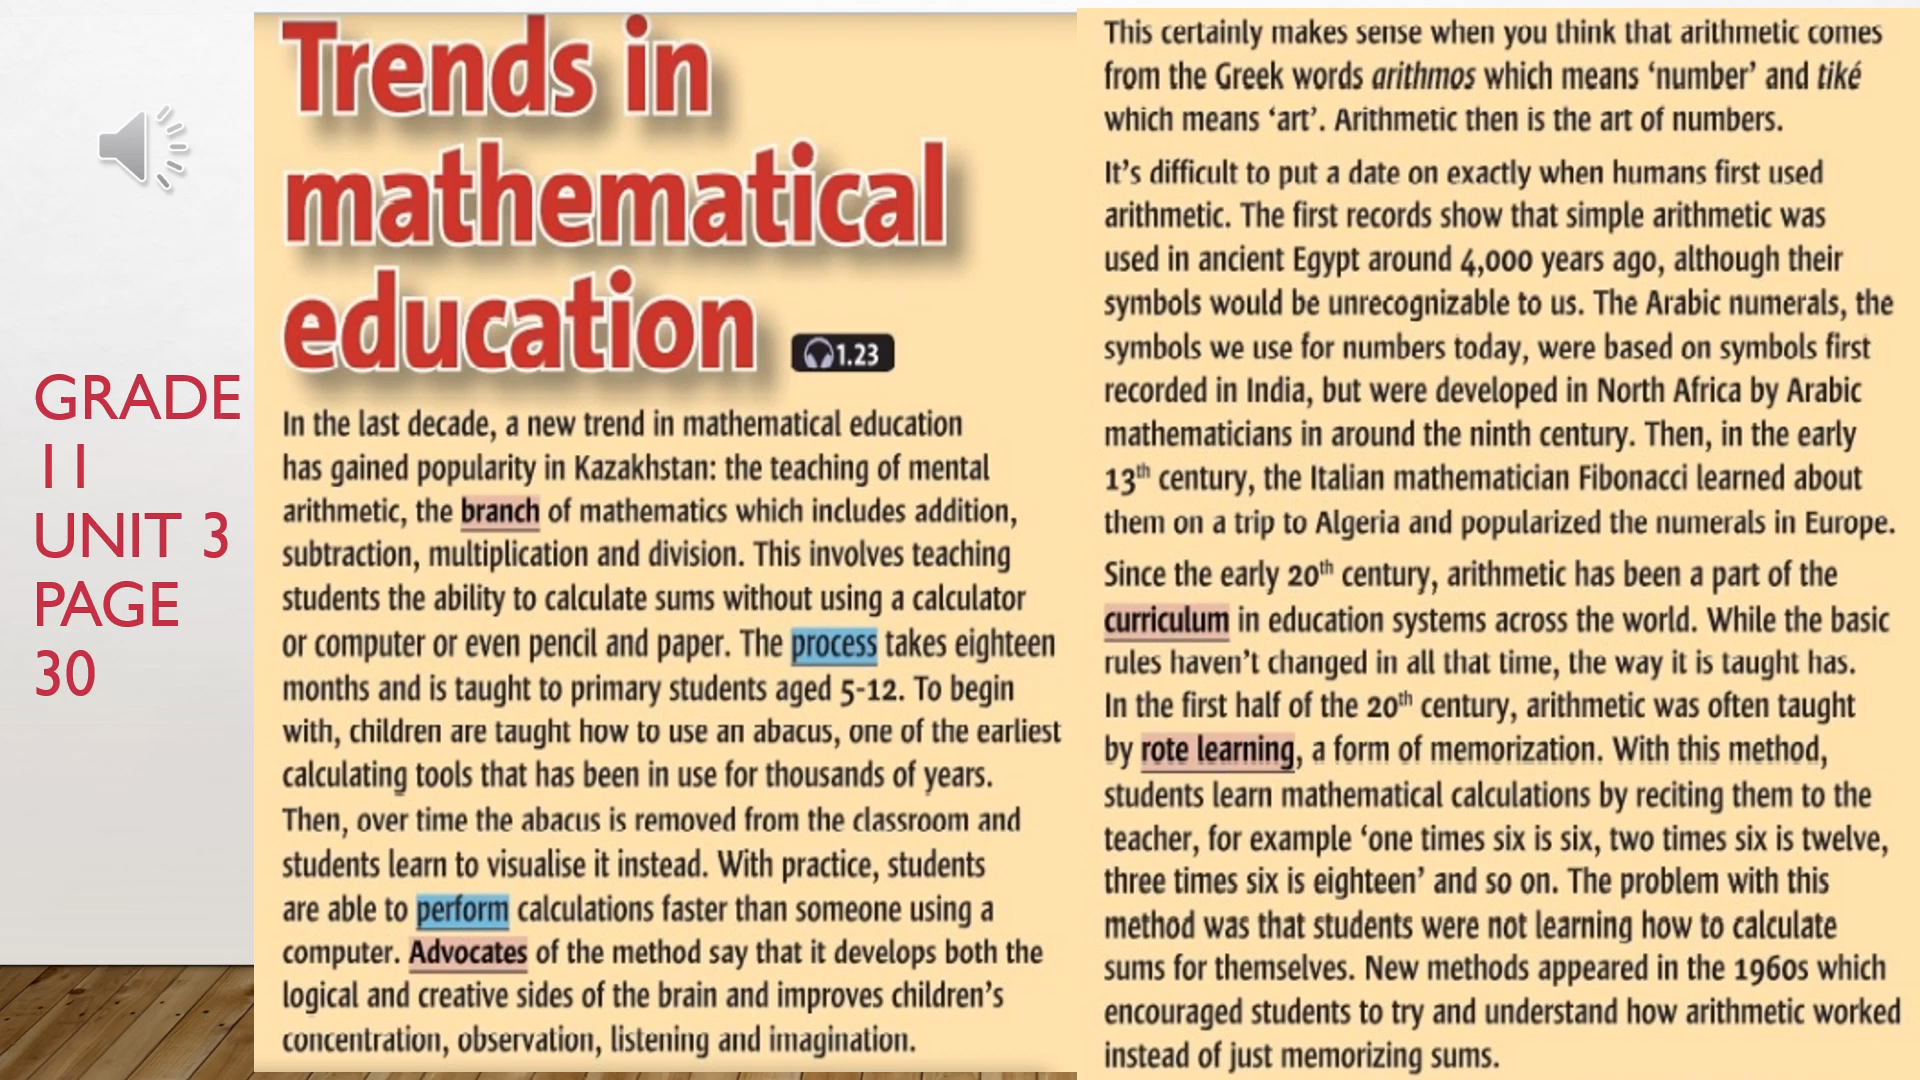 GRADE
11
UNIT 3
PAGE
30
Trends in
mathematical
education
1.23
In the last decade, a new trend in mathematical education
has gained popularity in Kazakhstan: the teaching of mental
arithmetic, the branch of mathematics which includes addition,
subtraction, multiplication and division. This involves teaching
students the ability to calculate sums without using a calculator
or computer or even pencil and paper. The process takes eighteen
months and is taught to primary students aged 5-12. To begin
with, children are taught how to use an abacus, one of the earliest
calculating tools that has been in use for thousands of years.
Then, over time the abacus is removed from the classroom and
students learn to visualise it instead. With practice, students
are able to perform calculations faster than someone using a
computer. Advocates of the method say that it develops both the
logical and creative sides of the brain and improves children's
concentration, observation, listening and imagination.
This certainly makes sense when you think that arithmetic comes
from the Greek words arithmos which means 'number' and tiké
which means 'art'. Arithmetic then is the art of numbers.
It's difficult to put a date on exactly when humans first used
arithmetic. The first records show that simple arithmetic was
used in ancient Egypt around 4,000 years ago, although their
symbols would be unrecognizable to us. The Arabic numerals, the
symbols we use for numbers today, were based on symbols first
recorded in India, but were developed in North Africa by Arabic
mathematicians in around the ninth century. Then, in the early
13th century, the Italian mathematician Fibonacci learned about
them on a trip to Algeria and popularized the numerals in Europe.
Since the early 20th century, arithmetic has been a part of the
curriculum in education systems across the world. While the basic
rules haven't changed in all that time, the way it is taught has.
In the first half of the 20th century, arithmetic was often taught
by rote learning, a form of memorization. With this method,
students learn mathematical calculations by reciting them to the
teacher, for example 'one times six is six, two times six is twelve,
three times six is eighteen' and so on. The problem with this
method was that students were not learning how to calculate
sums for themselves. New methods appeared in the 1960s which
encouraged students to try and understand how arithmetic worked
instead of just memorizing sums.